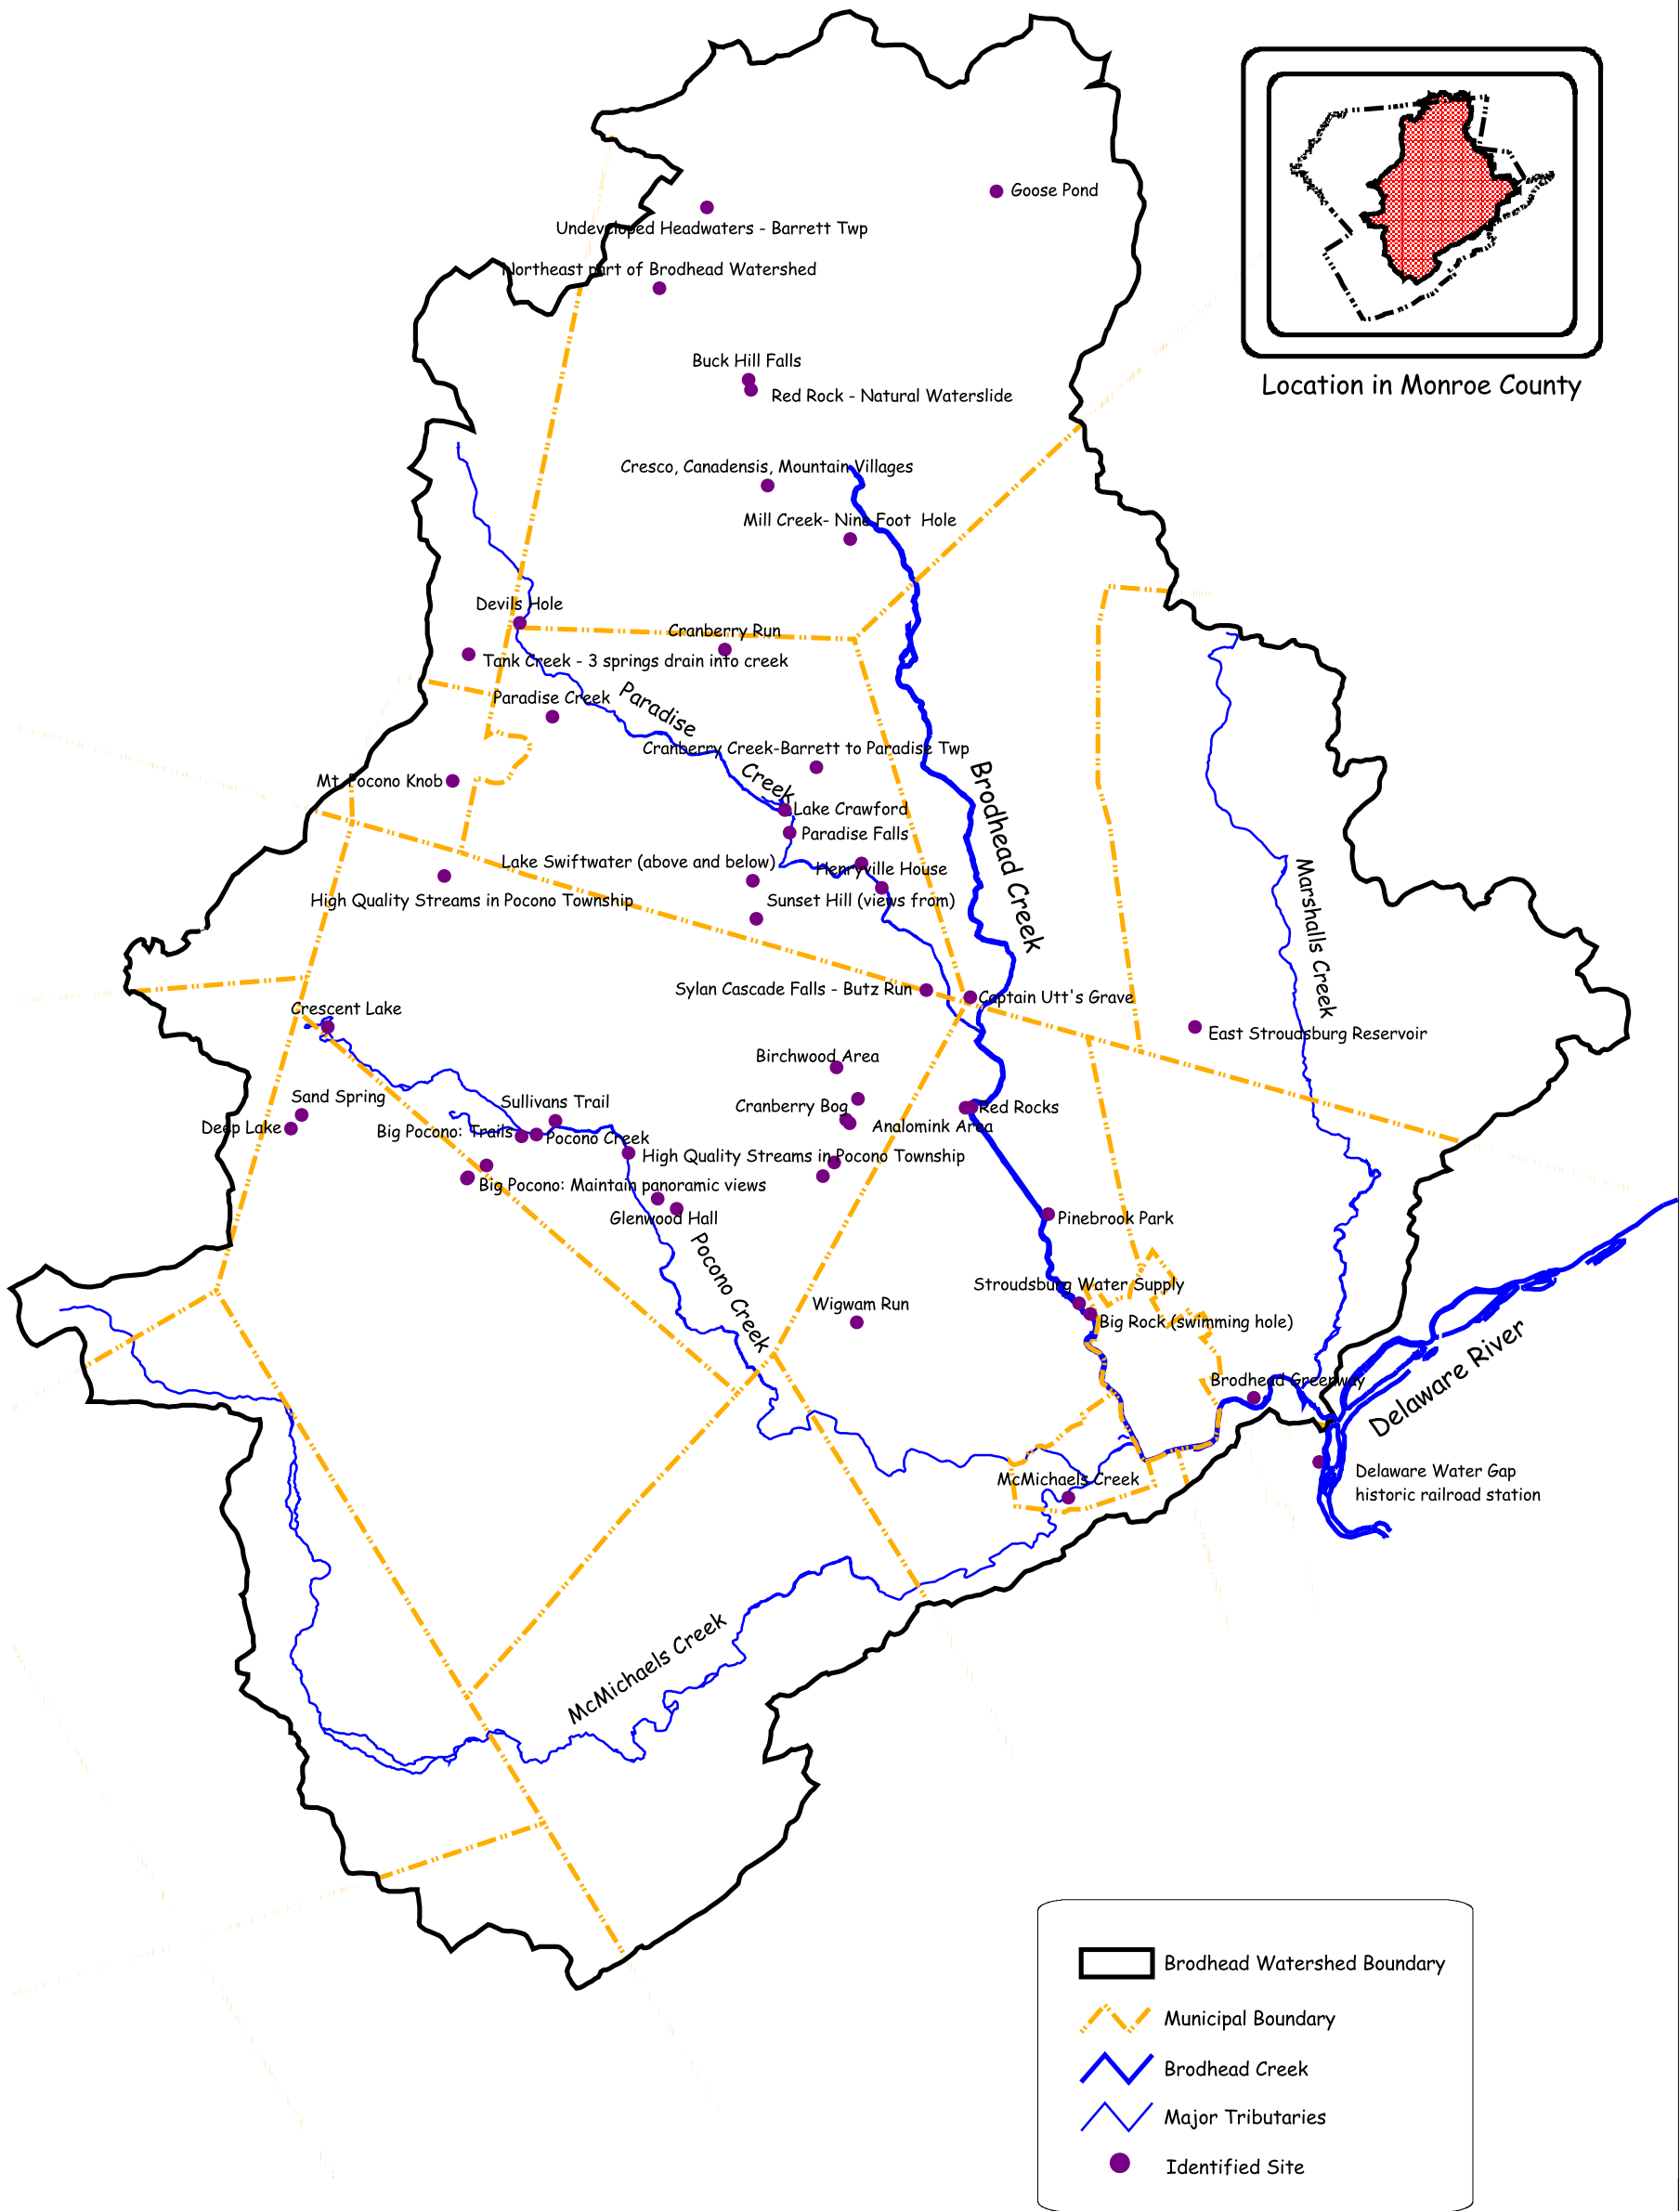 Goose Pond
Undeveloped Headwaters - Barrett Twp
Northeast part of Brodhead Watershed
Buck Hill Falls
Red Rock - Natural Waterslide
Location in Monroe County
Cresco, Canadensis, Mountain Villages
Mill Creek- Nine Foot Hole
Devils Hole
Cranberry Run
Tank Creek - 3 springs drain into creek
Paradise Creek
Paradise
Creek
Cranberry Creek-Barrett to Paradise Twp
Brodhead Creek
Mt. Pocono Knob
Lake Crawford
Paradise Falls
Lake Swiftwater (above and below)
Henryville House
High Quality Streams in Pocono Township
Sunset Hill (views from)
Marshalls Creek
Sylan Cascade Falls - Butz Run
Captain Utt's Grave
Crescent Lake
East Stroudsburg Reservoir
Birchwood Area
Sand Spring
Sullivans Trail
Cranberry Bog
Red Rocks
Deep Lake
Big Pocono: Trails
Pocono Creek
Analomink Area
High Quality Streams in Pocono Township
Big Pocono: Maintain panoramic views
Glenwood Hall
Pinebrook Park
Pocono Creek
Stroudsburg Water Supply
Wigwam Run
Big Rock (swimming hole)
Brodhead Greenway
Delaware River
McMichaels Creek
Delaware Water Gap
historic railroad station
McMichaels Creek
Brodhead Watershed Boundary
Municipal Boundary
Brodhead Creek
Major Tributaries
Identified Site